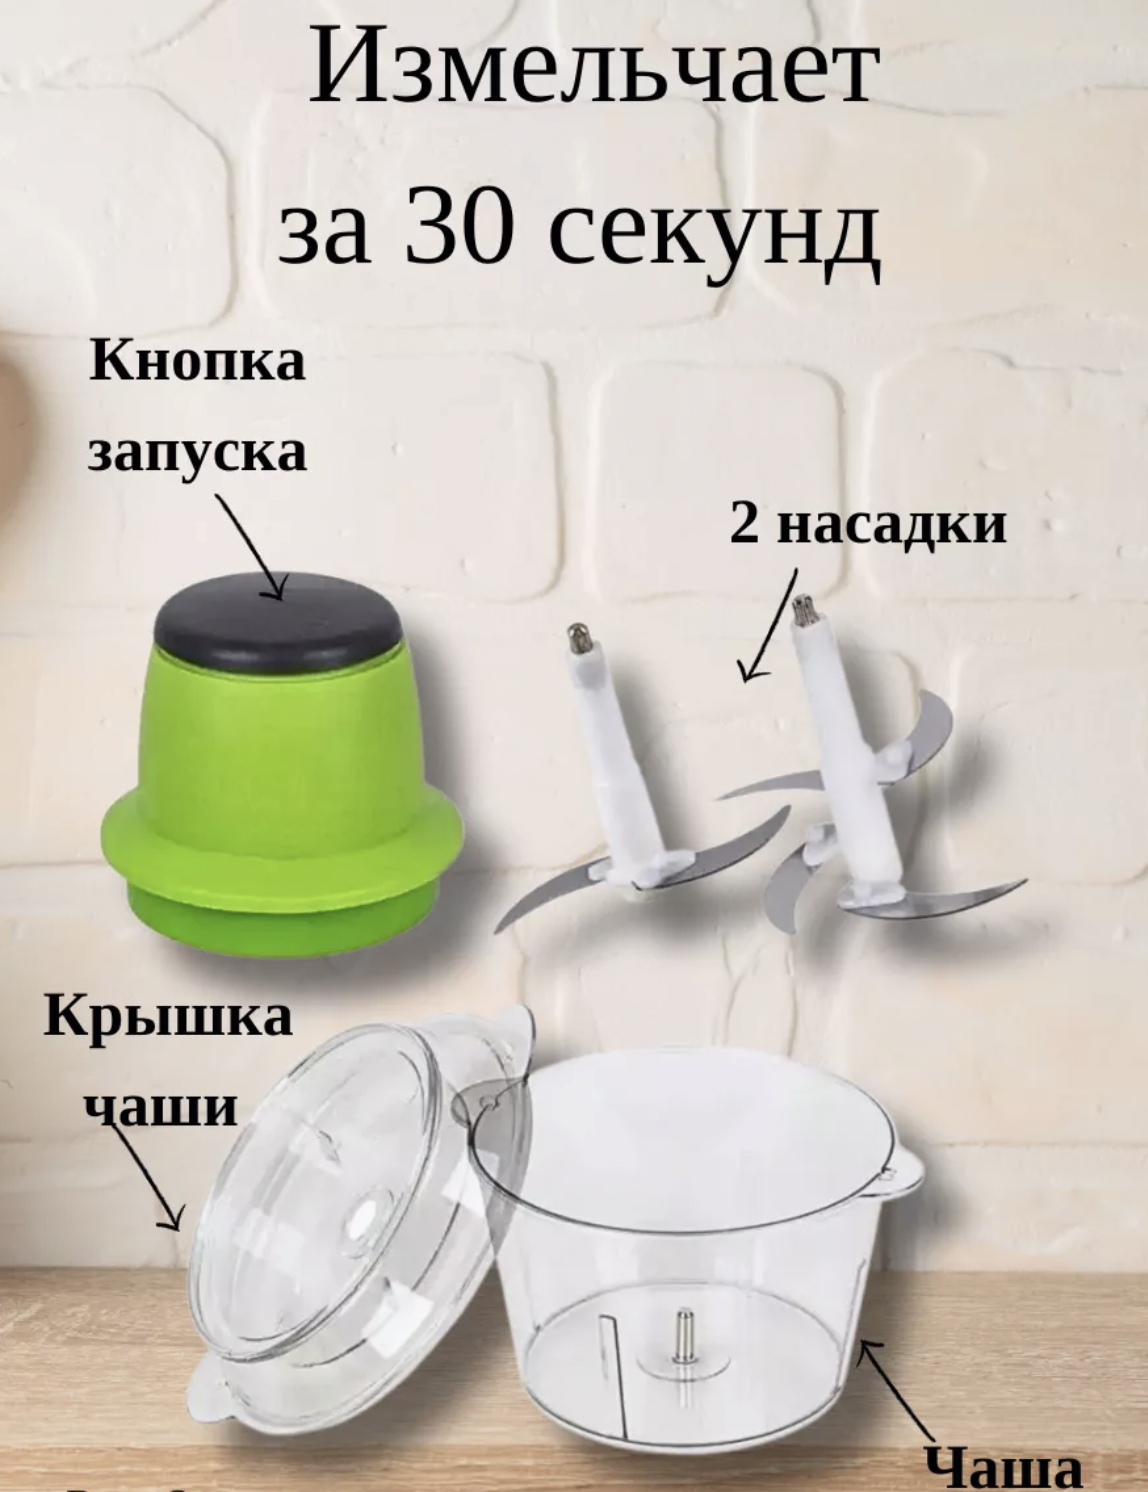 Измельчает
за 30 секунд
Кнопка
запуска
2 насадки
Крышка
чаши
Чаша